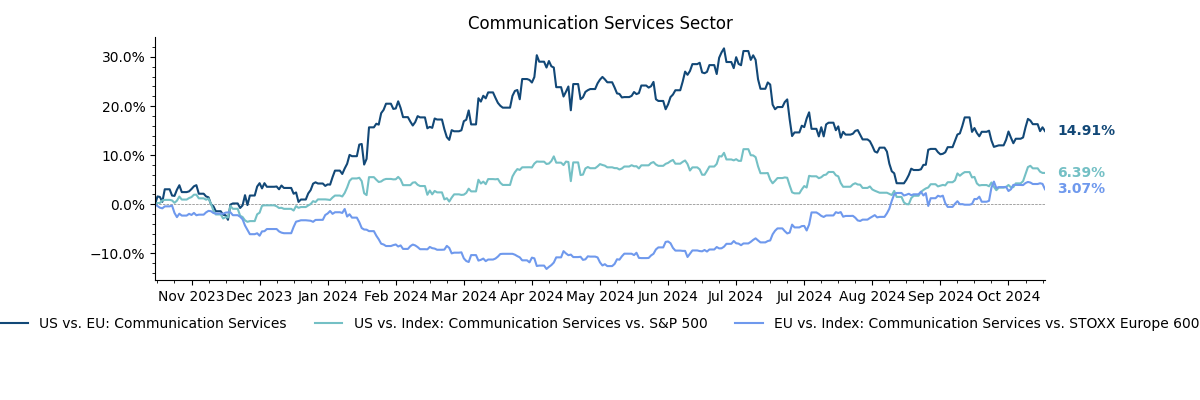 Communication Services Sector
30.0%
20.0%
10.0%
0.0%
−10.0%
14.91%
6.39%
3.07%
Nov 2023 Dec 2023 Jan 2024 Feb 2024 Mar 2024 Apr 2024 May 2024 Jun 2024 Jul 2024 Jul 2024 Aug 2024 Sep 2024 Oct 2024
US vs. EU: Communication Services US vs. Index: Communication Services vs. S&P 500 EU vs. Index: Communication Services vs. STOXX Europe 600